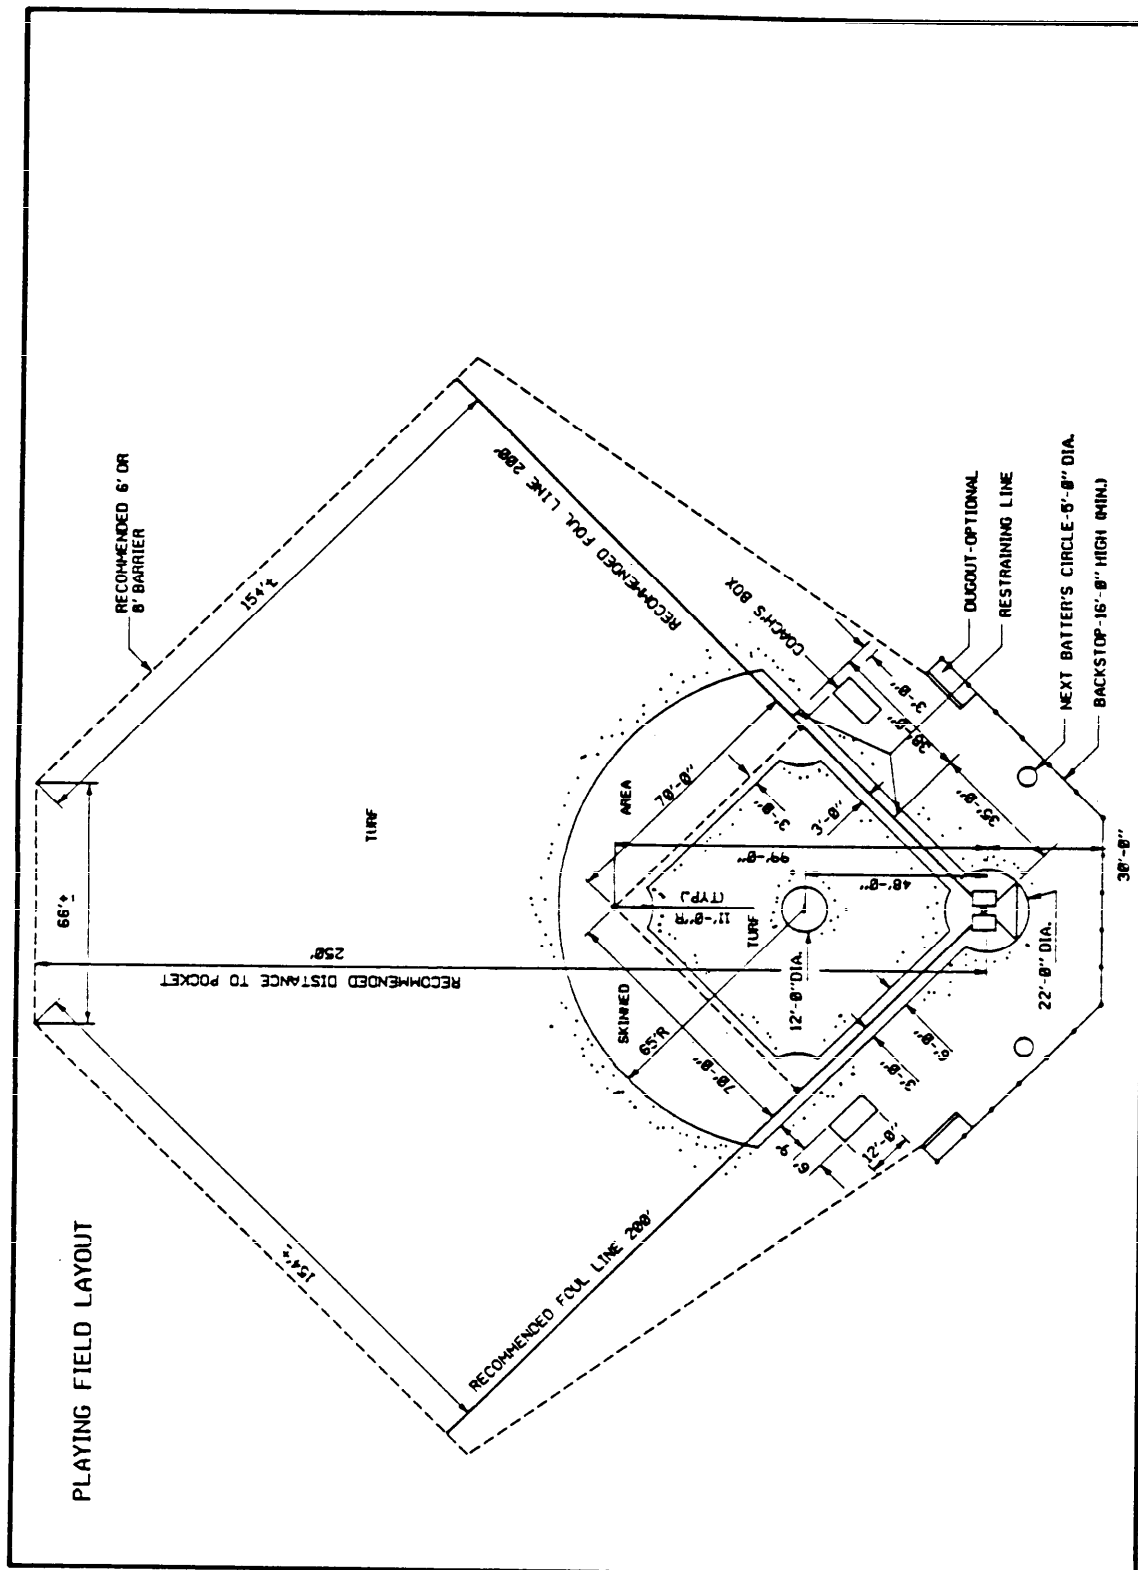 PLAYING FIELD LAYOUT
RECOMMENDED 6' OR
8' BARRIER
66'±
154'±
154'±
TURF
250'
RECOMMENDED DISTANCE TO POCKET
RECOMMENDED FOUL LINE 200'
RECOMMENDED FOUL LINE 200'
COACH'S BOX
SKINNED
AREA
70'-0"
70'-0"
65'R
11'-0"R
(TYP.)
TURF
99'-0"
48'-0"
12'-0"DIA.
3'-0"
3'-0"
3'-0"
35'-0"
3'-0"
6'-0"
12'-0"
6'
22'-0" DIA.
30'-0"
DUGOUT-OPTIONAL
RESTRAINING LINE
NEXT BATTER'S CIRCLE-5'-0" DIA.
BACKSTOP-16'-0" HIGH (MIN.)